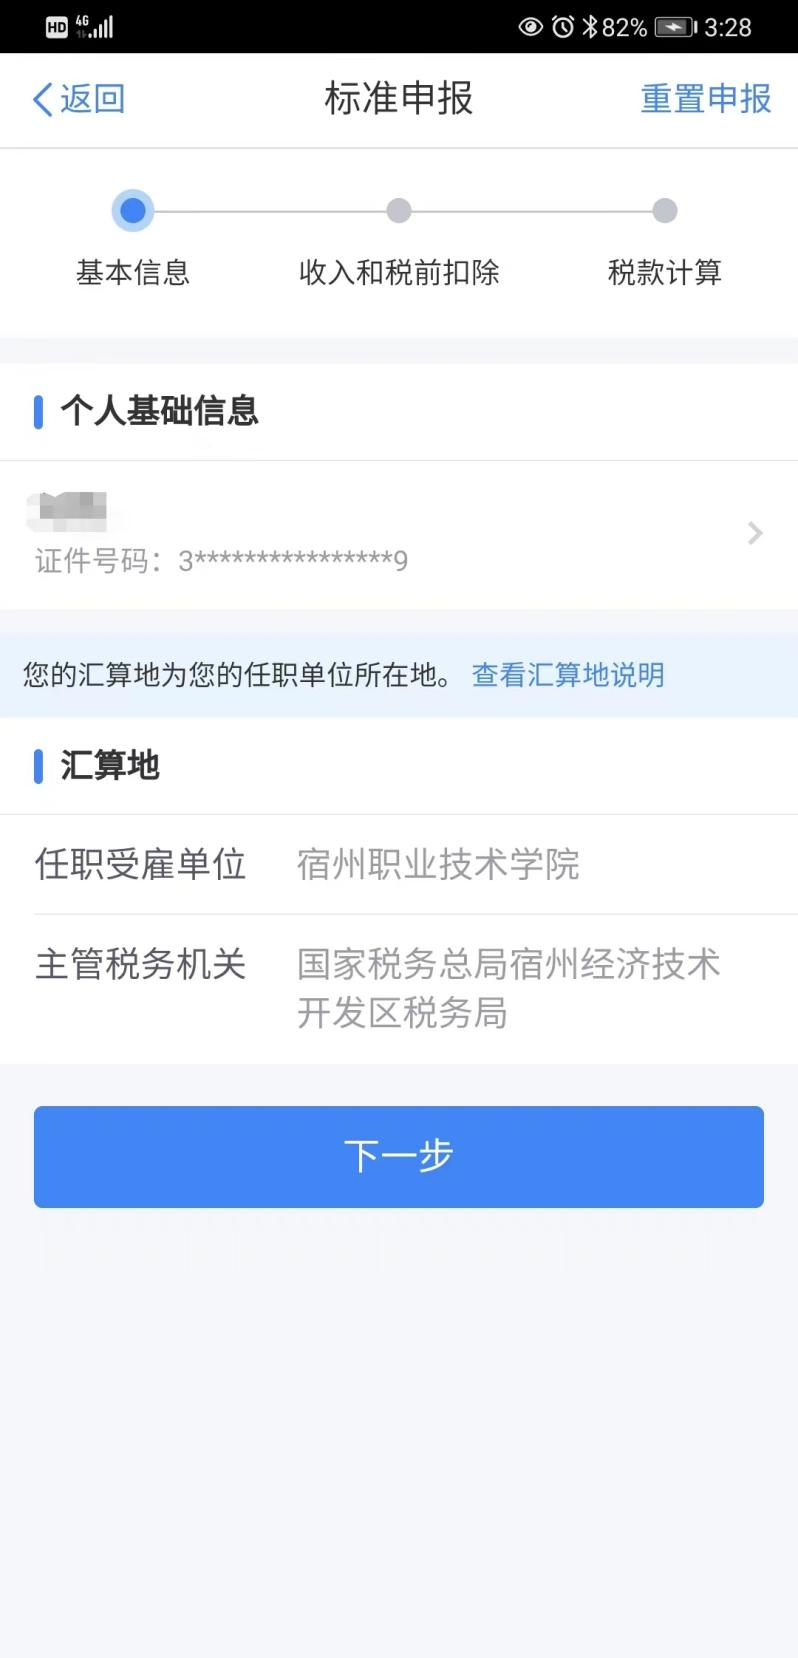 HD 4G 82% 3:28
返回 标准申报 重置申报
基本信息 收入和税前扣除 税款计算
个人基础信息
证件号码：3****************9
您的汇算地为您的任职单位所在地。 查看汇算地说明
汇算地
任职受雇单位 宿州职业技术学院
主管税务机关 国家税务总局宿州经济技术
开发区税务局
下一步